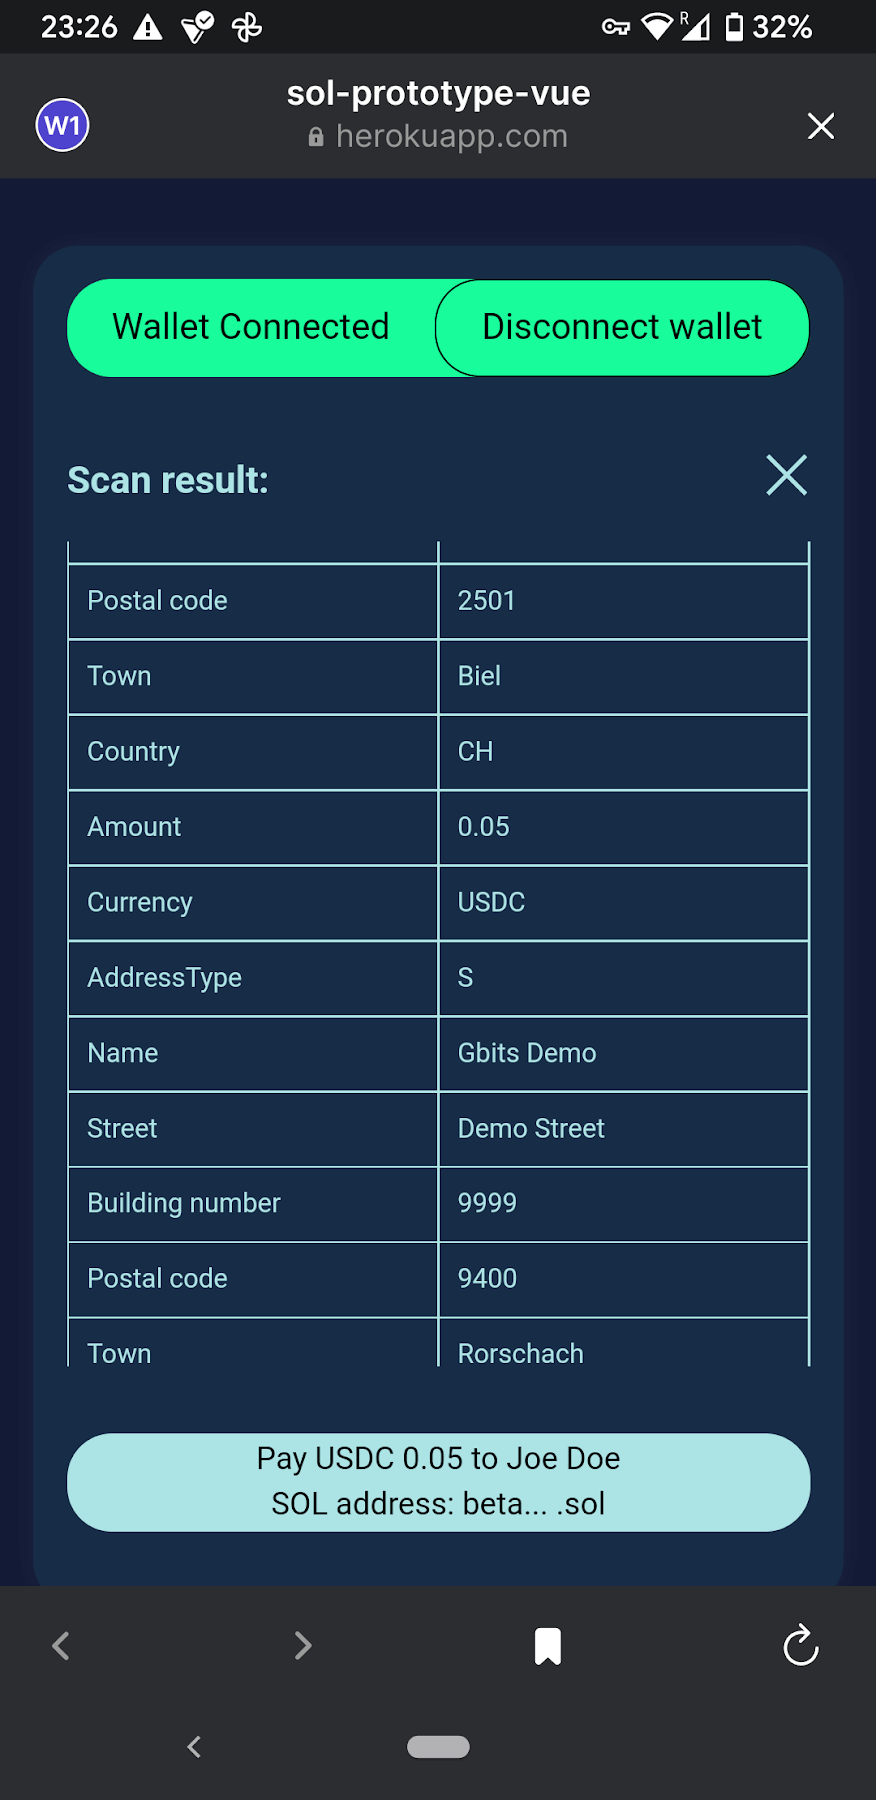 23:26
R
32%
W1
sol-prototype-vue
herokuapp.com
Wallet Connected
Disconnect wallet
Scan result:
Postal code 2501
Town Biel
Country CH
Amount 0.05
Currency USDC
AddressType S
Name Gbits Demo
Street Demo Street
Building number 9999
Postal code 9400
Town Rorschach
Pay USDC 0.05 to Joe Doe
SOL address: beta... .sol